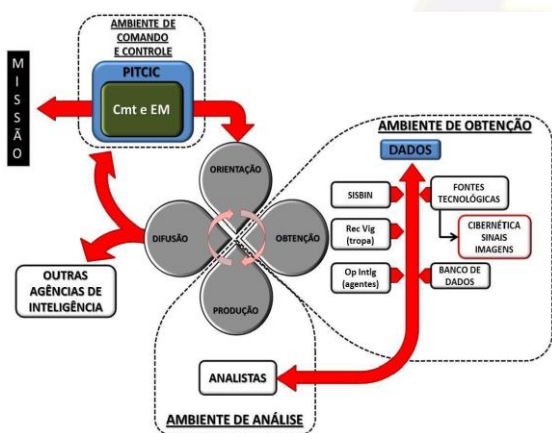 AMBIENTE DE
COMANDO
E CONTROLE
MISSÃO
PITCIC
Cmt e EM
AMBIENTE DE OBTENÇÃO
DADOS
ORIENTAÇÃO
SISBIN
FONTES
TECNOLÓGICAS
Rec Vig
(tropa)
CIBERNÉTICA
SINAIS
IMAGENS
DIFUSÃO
OBTENÇÃO
Op Intlg
(agentes)
BANCO DE
DADOS
OUTRAS
AGÊNCIAS DE
INTELIGÊNCIA
PRODUÇÃO
ANALISTAS
AMBIENTE DE ANÁLISE